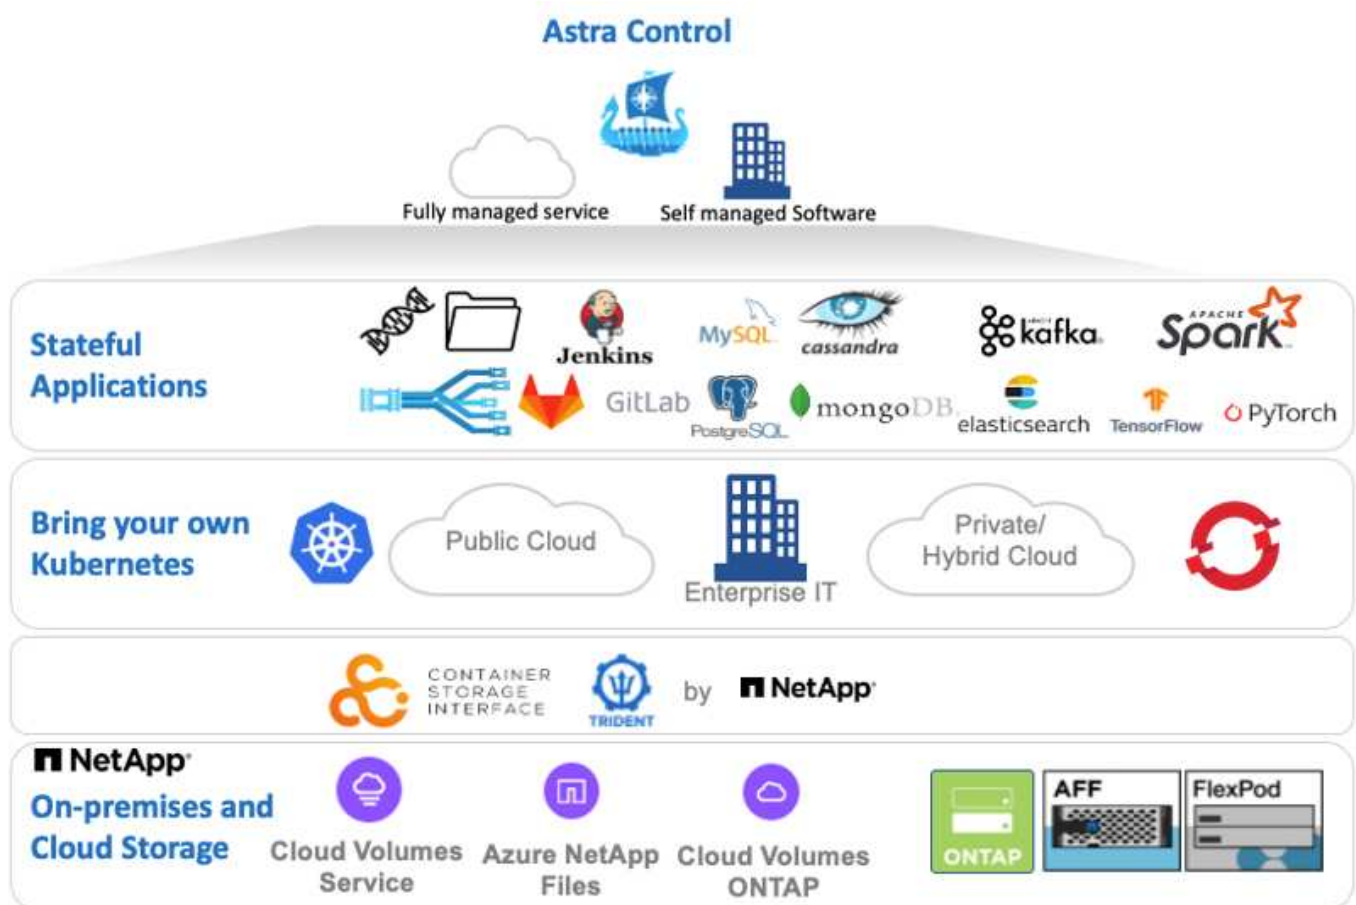 Astra Control
Fully managed service
Self managed Software
Stateful
Applications
Jenkins
MySQL
cassandra
APACHE
kafka
APACHE
Spark
GitLab
PostgreSQL
mongoDB
elasticsearch
TensorFlow
PyTorch
Bring your own
Kubernetes
Public Cloud
Enterprise IT
Private/
Hybrid Cloud
CONTAINER
STORAGE
INTERFACE
TRIDENT
by
NetApp
NetApp
On-premises and
Cloud Storage
Cloud Volumes
Service
Azure NetApp
Files
Cloud Volumes
ONTAP
ONTAP
AFF
FlexPod